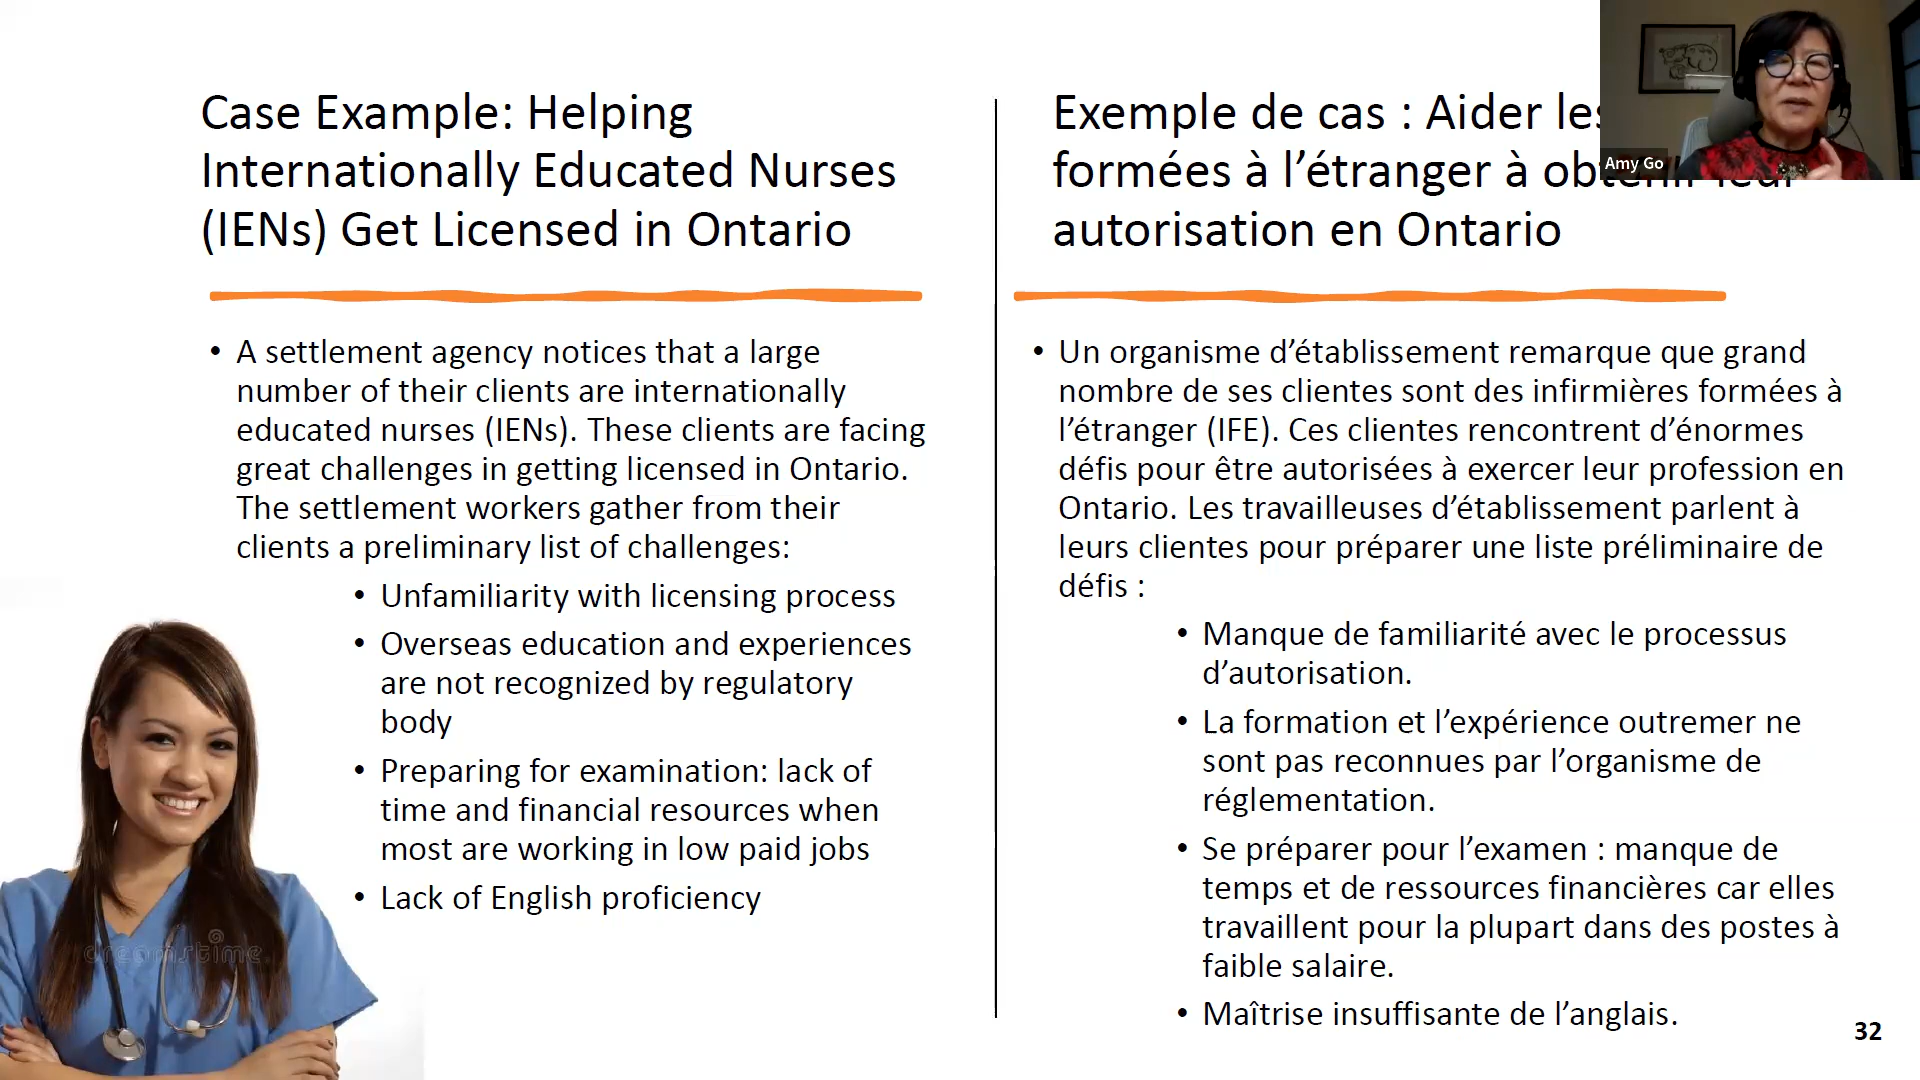 Case Example: Helping
Internationally Educated Nurses
(IENs) Get Licensed in Ontario
• A settlement agency notices that a large
number of their clients are internationally
educated nurses (IENs). These clients are facing
great challenges in getting licensed in Ontario.
The settlement workers gather from their
clients a preliminary list of challenges:
• Unfamiliarity with licensing process
• Overseas education and experiences
are not recognized by regulatory
body
• Preparing for examination: lack of
time and financial resources when
most are working in low paid jobs
• Lack of English proficiency
dreamstime
Exemple de cas : Aider les
formées à l’étranger à obtenir leur
autorisation en Ontario
• Un organisme d’établissement remarque que grand
nombre de ses clientes sont des infirmières formées à
l’étranger (IFE). Ces clientes rencontrent d’énormes
défis pour être autorisées à exercer leur profession en
Ontario. Les travailleuses d’établissement parlent à
leurs clientes pour préparer une liste préliminaire de
défis :
• Manque de familiarité avec le processus
d’autorisation.
• La formation et l’expérience outremer ne
sont pas reconnues par l’organisme de
réglementation.
• Se préparer pour l’examen : manque de
temps et de ressources financières car elles
travaillent pour la plupart dans des postes à
faible salaire.
• Maîtrise insuffisante de l’anglais.
Amy Go
32